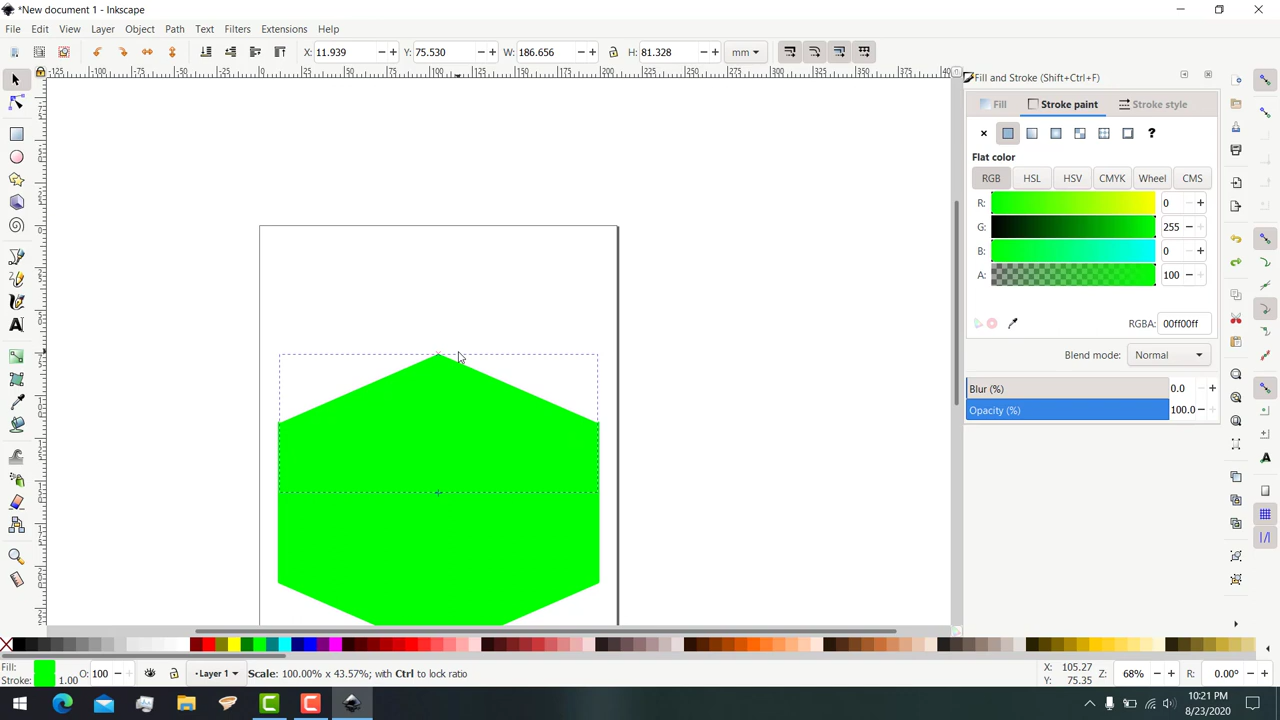 *New document 1 - Inkscape
File Edit View Layer Object Path Text Filters Extensions Help
X: 11.939 Y: 75.530 W: 186.656 H: 81.328 mm
Fill and Stroke (Shift+Ctrl+F)
Fill Stroke paint Stroke style
?
Flat color
RGB HSL HSV CMYK Wheel CMS
R: 0
G: 255
B: 0
A: 100
RGBA: 00ff00ff
Blend mode: Normal
Blur (%) 0.0
Opacity (%) 100.0
Fill:
Stroke: 1.00
O: 100
Layer 1
Scale: 100.00% x 43.57%; with Ctrl to lock ratio
X: 105.27
Y: 75.35
Z: 68%
R: 0.00°
10:21 PM
8/23/2020